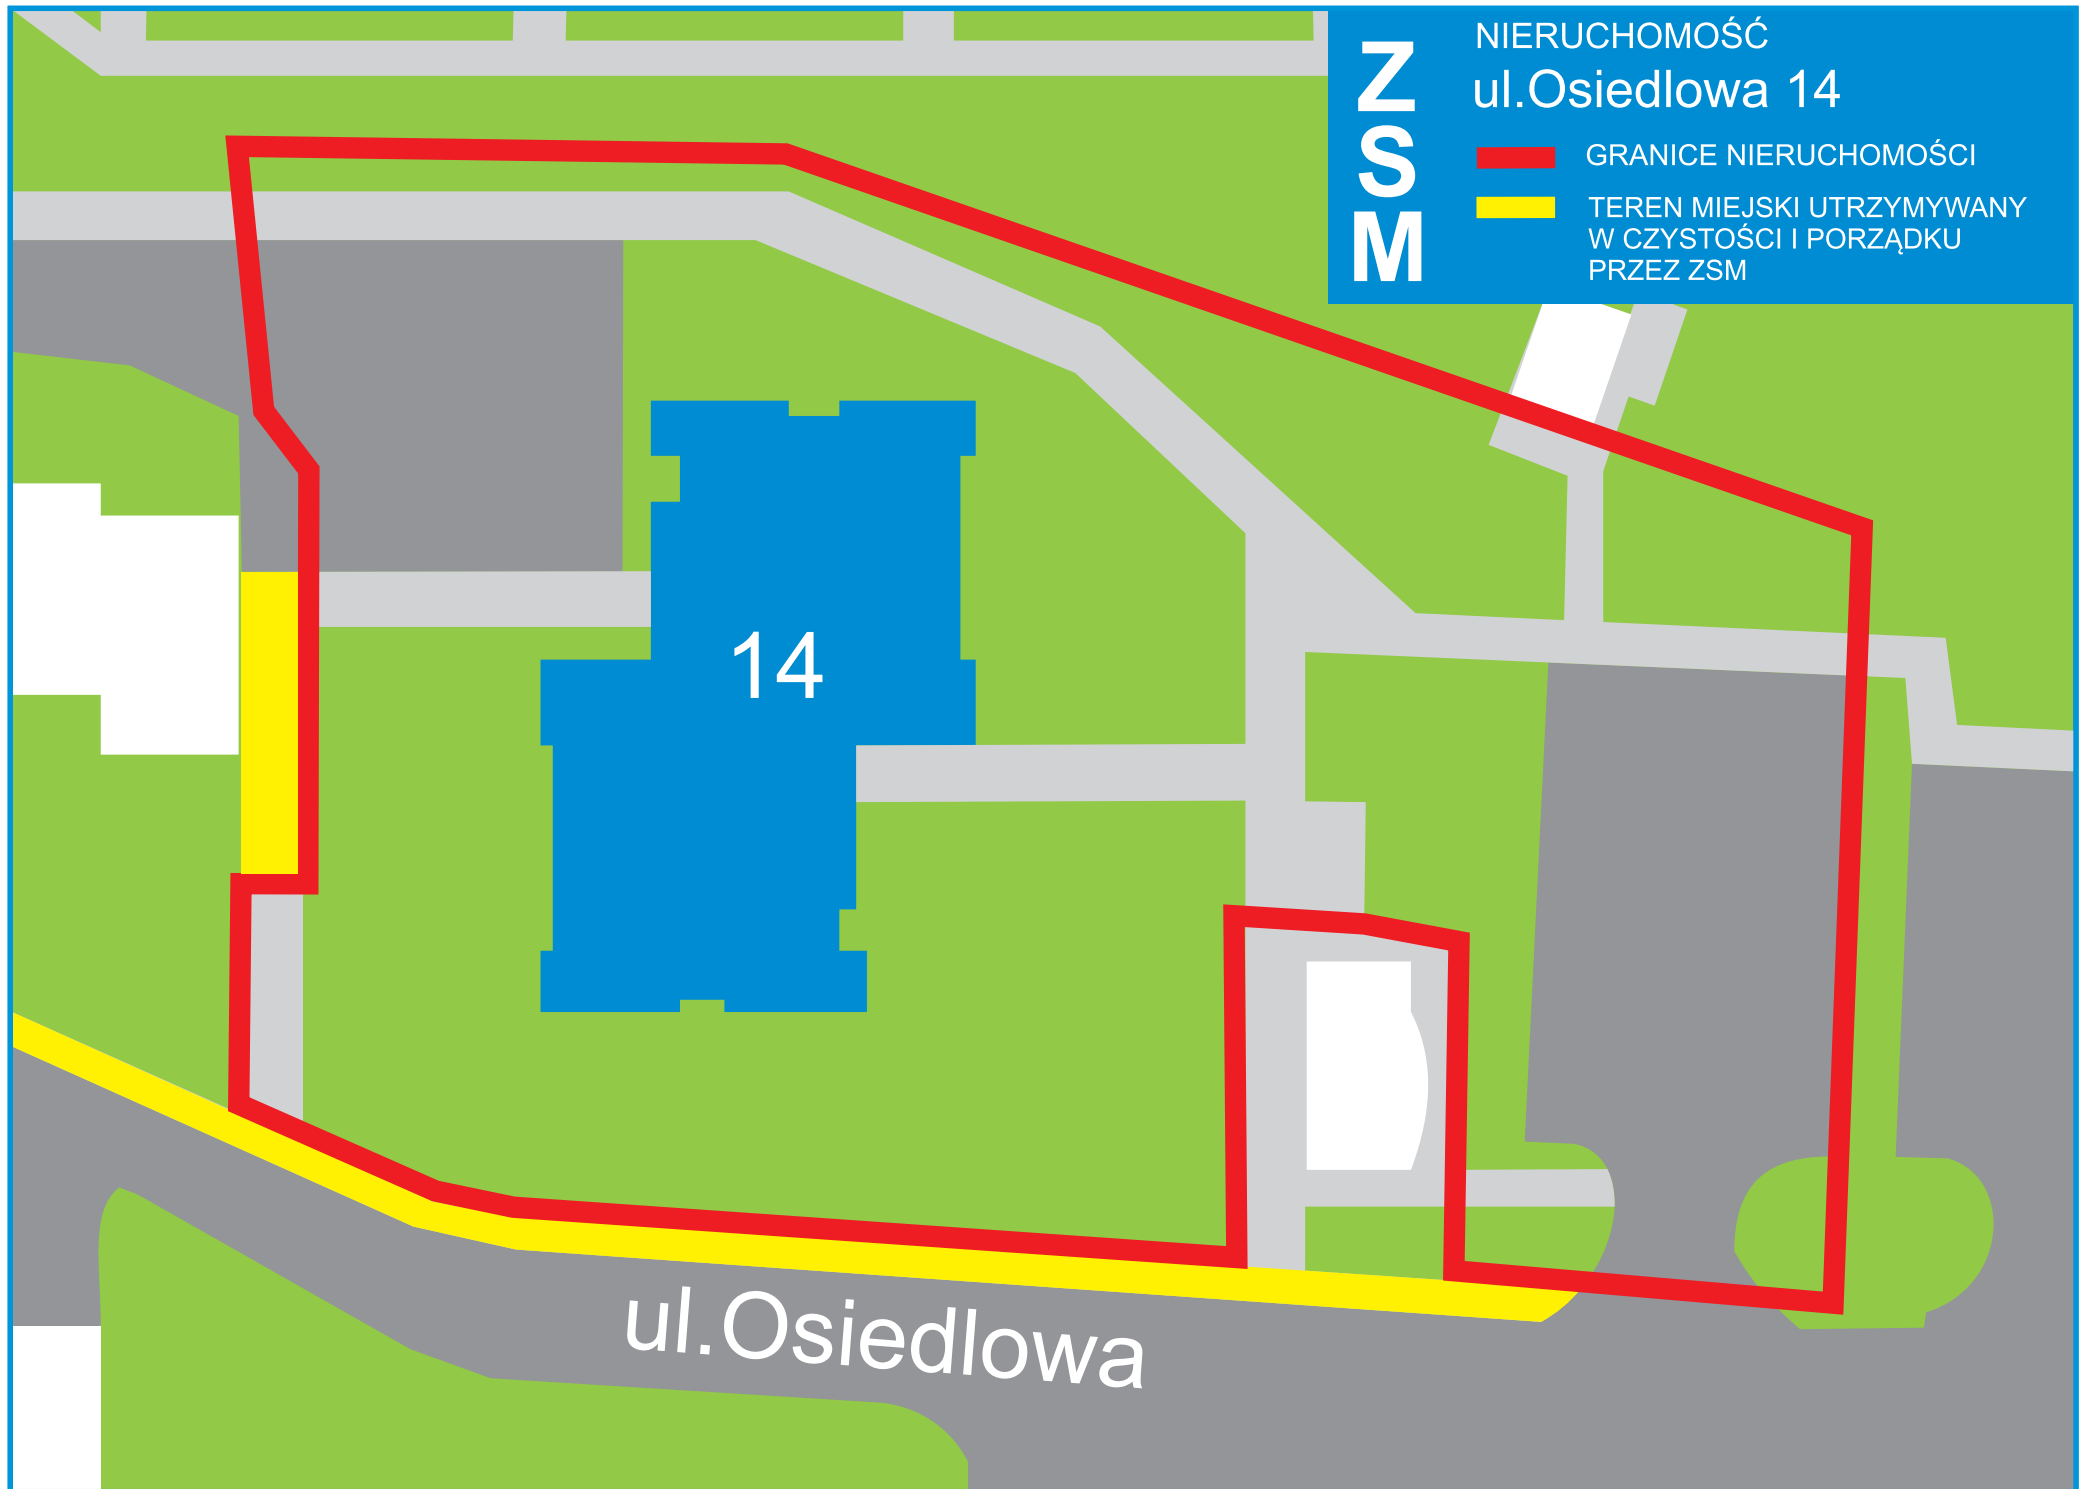 Z
S
M
NIERUCHOMOŚĆ
ul.Osiedlowa 14
GRANICE NIERUCHOMOŚCI
TEREN MIEJSKI UTRZYMYWANY
W CZYSTOŚCI I PORZĄDKU
PRZEZ ZSM
14
ul.Osiedlowa